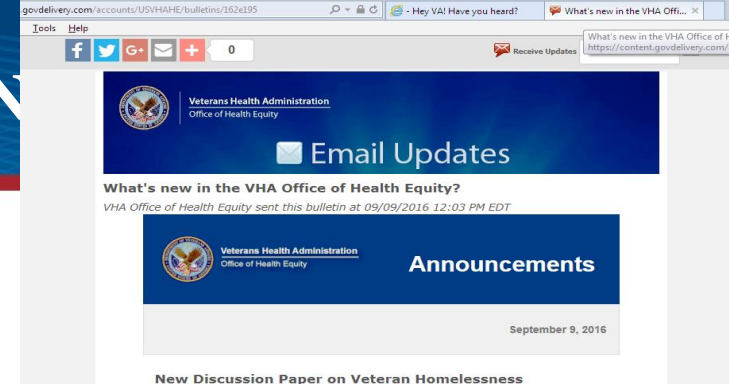 .govdelivery.com/accounts/USVHAHE/bulletins/162e195
- Hey VA! Have you heard?
What's new in the VHA Offi...
Tools Help
What's new in the VHA Office of H
https://content.govdelivery.com/
f G+ + 0
Receive Updates
Veterans Health Administration
Office of Health Equity
Email Updates
What's new in the VHA Office of Health Equity?
VHA Office of Health Equity sent this bulletin at 09/09/2016 12:03 PM EDT
Veterans Health Administration
Office of Health Equity
Announcements
September 9, 2016
New Discussion Paper on Veteran Homelessness